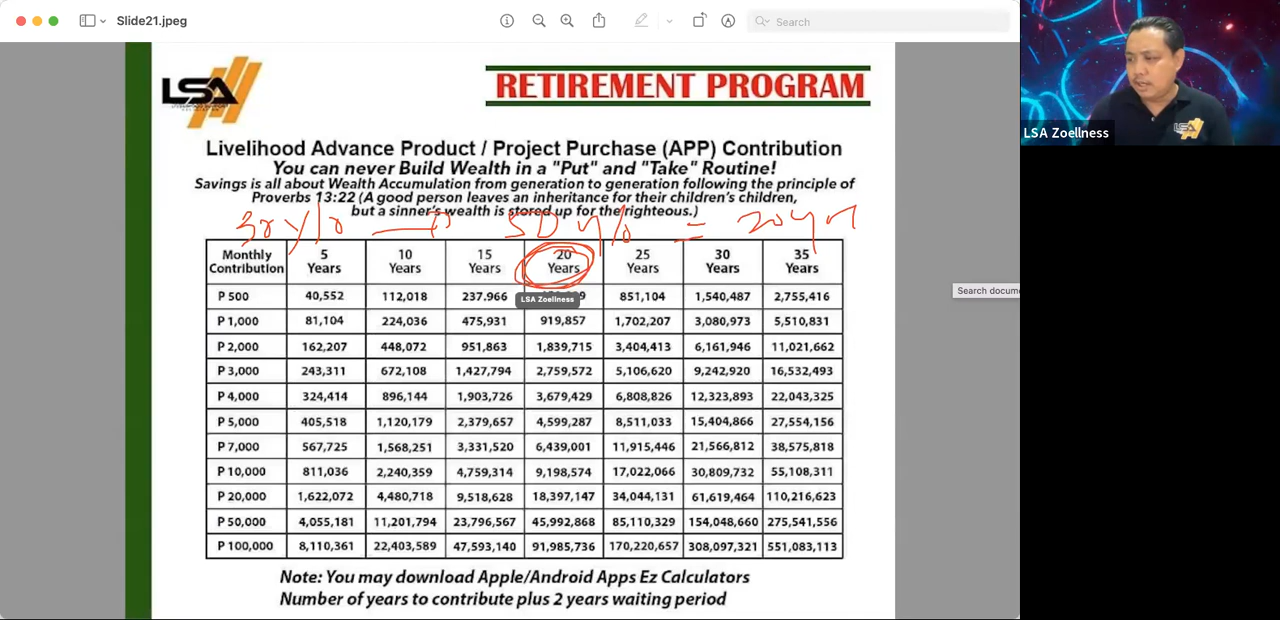 Slide21.jpeg
Search
LSA
RETIREMENT PROGRAM
Livelihood Advance Product / Project Purchase (APP) Contribution
You can never Build Wealth in a "Put" and "Take" Routine!
Savings is all about Wealth Accumulation from generation to generation following the principle of
Proverbs 13:22 (A good person leaves an inheritance for their children's children,
but a sinner's wealth is stored up for the righteous.)
= 20 yr
Monthly Contribution 5 Years 10 Years 15 Years 20 Years 25 Years 30 Years 35 Years
P 500 40,552 112,018 237.966 851,104 1,540,487 2,755,416
P 1,000 81,104 224,036 475,931 919,857 1,702,207 3,080,973 5,510,831
P 2,000 162,207 448,072 951,863 1,839,715 3,404,413 6,161,946 11,021,662
P 3,000 243,311 672,108 1,427,794 2,759,572 5,106,620 9,242,920 16,532,493
P 4,000 324,414 896,144 1,903,726 3,679,429 6,808,826 12,323,893 22,043,325
P 5,000 405,518 1,120,179 2,379,657 4,599,287 8,511,033 15,404,866 27,554,156
P 7,000 567,725 1,568,251 3,331,520 6,439,001 11,915,446 21,566,812 38,575,818
P 10,000 811,036 2,240,359 4,759,314 9,198,574 17,022,066 30,809,732 55,108,311
P 20,000 1,622,072 4,480,718 9,518,628 18,397,147 34,044,131 61,619,464 110,216,623
P 50,000 4,055,181 11,201,794 23,796,567 45,992,868 85,110,329 154,048,660 275,541,556
P 100,000 8,110,361 22,403,589 47,593,140 91,985,736 170,220,657 308,097,321 551,083,113
Note: You may download Apple/Android Apps Ez Calculators
Number of years to contribute plus 2 years waiting period
LSA Zoellness
Search docum
LSA Zoellness
LSA